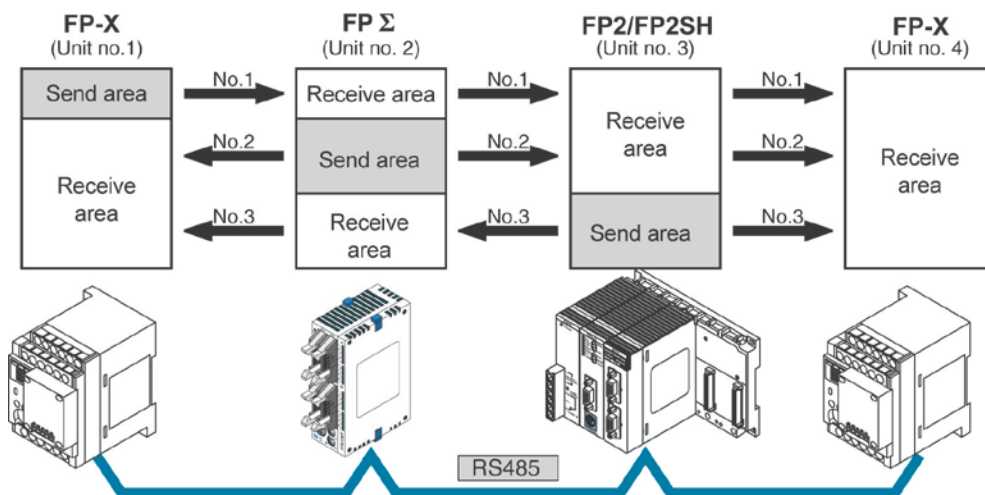 FP-X
(Unit no.1)
FP Σ
(Unit no. 2)
FP2/FP2SH
(Unit no. 3)
FP-X
(Unit no. 4)
Send area
No.1
Receive area
No.1
Receive
area
No.1
Receive
area
Receive
area
No.2
Send area
No.2
No.2
No.3
Receive
area
No.3
Send area
No.3
RS485